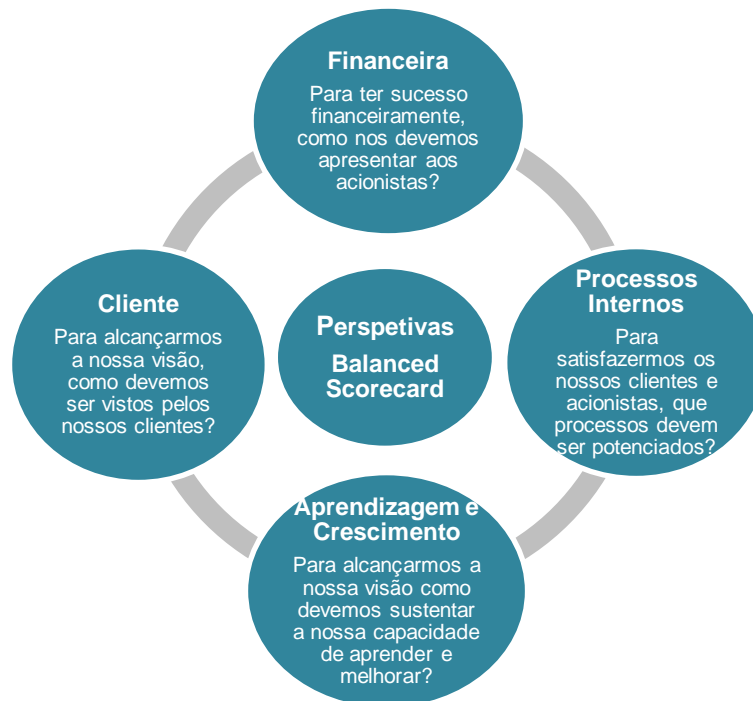 Financeira
Para ter sucesso
financeiramente,
como nos devemos
apresentar aos
acionistas?
Cliente
Para alcançarmos
a nossa visão,
como devemos
ser vistos pelos
nossos clientes?
Perspetivas
Balanced
Scorecard
Processos
Internos
Para
satisfazermos os
nossos clientes e
acionistas, que
processos devem
ser potenciados?
Aprendizagem e
Crescimento
Para alcançarmos a
nossa visão como
devemos sustentar
a nossa capacidade
de aprender e
melhorar?